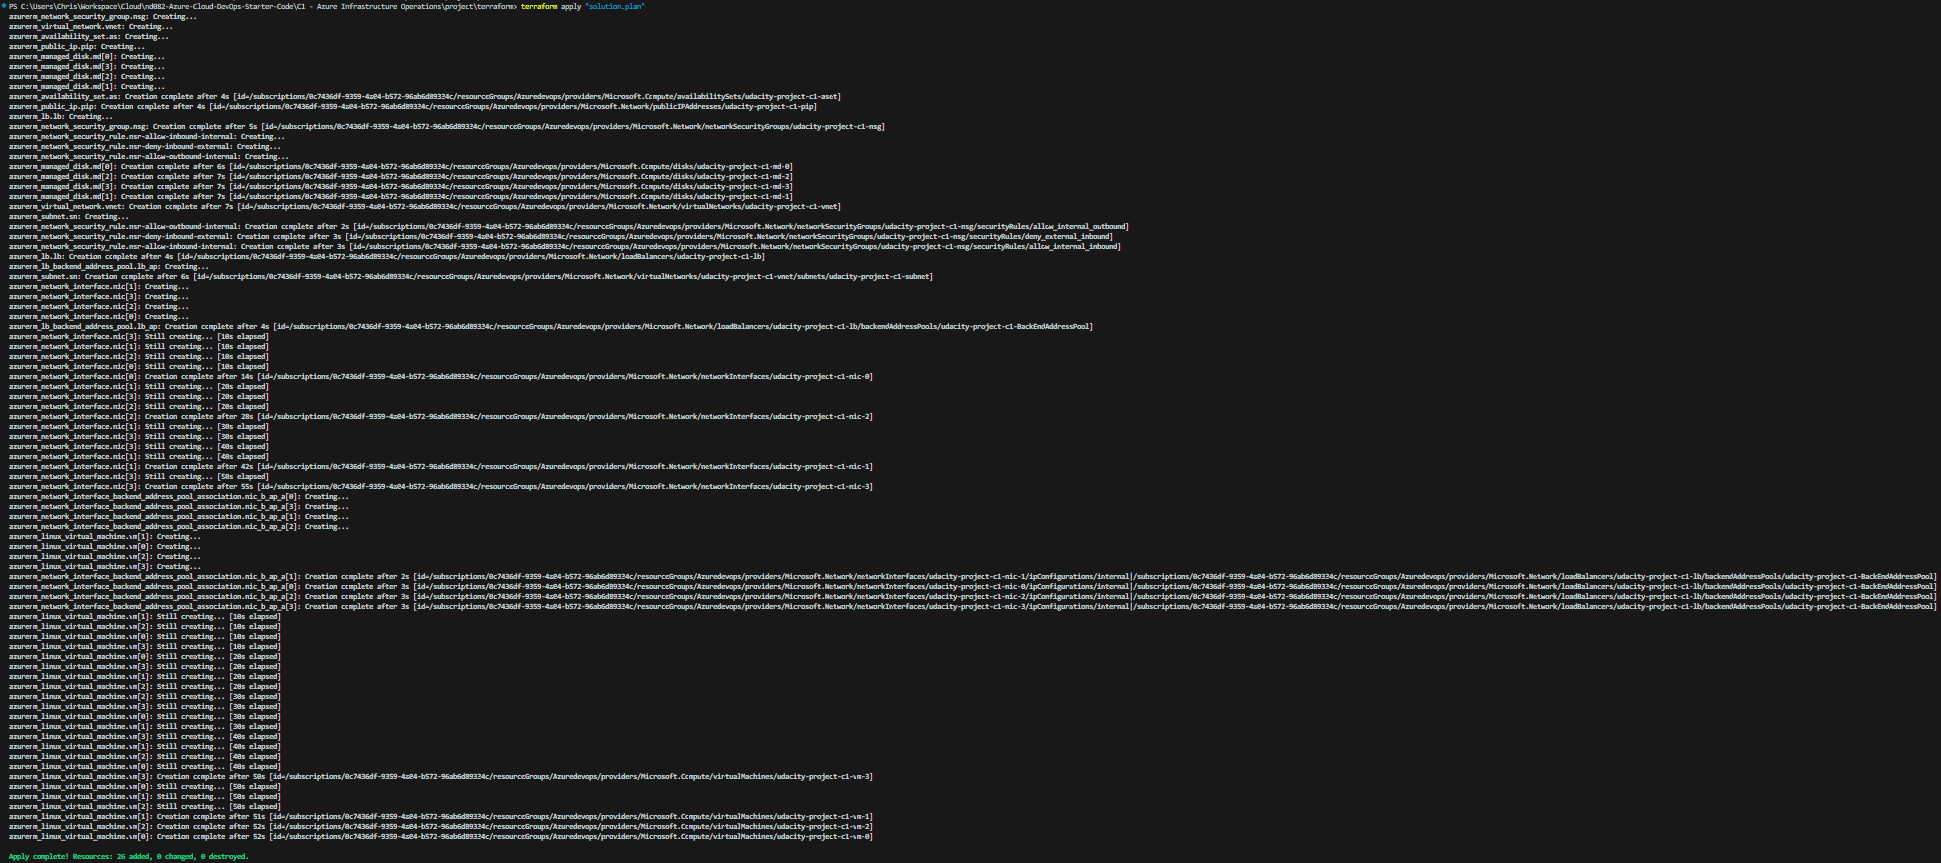 PS C:\Users\Chris\Workspace\Cloud\nd082-Azure-Cloud-DevOps-Starter-Code\C1 - Azure Infrastructure Operations\project\terraform> terraform apply "solution.plan"
azurerm_network_security_group.nsg: Creating...
azurerm_virtual_network.vnet: Creating...
azurerm_availability_set.as: Creating...
azurerm_public_ip.pip: Creating...
azurerm_managed_disk.md[0]: Creating...
azurerm_managed_disk.md[3]: Creating...
azurerm_managed_disk.md[2]: Creating...
azurerm_managed_disk.md[1]: Creating...
azurerm_availability_set.as: Creation complete after 4s [id=/subscriptions/0c7436df-9359-4a04-b572-96ab6d89334c/resourceGroups/Azuredevops/providers/Microsoft.Compute/availabilitySets/udacity-project-c1-aset]
azurerm_public_ip.pip: Creation complete after 4s [id=/subscriptions/0c7436df-9359-4a04-b572-96ab6d89334c/resourceGroups/Azuredevops/providers/Microsoft.Network/publicIPAddresses/udacity-project-c1-pip]
azurerm_lb.lb: Creating...
azurerm_network_security_group.nsg: Creation complete after 5s [id=/subscriptions/0c7436df-9359-4a04-b572-96ab6d89334c/resourceGroups/Azuredevops/providers/Microsoft.Network/networkSecurityGroups/udacity-project-c1-nsg]
azurerm_network_security_rule.nsr-allow-inbound-internal: Creating...
azurerm_network_security_rule.nsr-deny-inbound-external: Creating...
azurerm_network_security_rule.nsr-allow-outbound-internal: Creating...
azurerm_managed_disk.md[0]: Creation complete after 6s [id=/subscriptions/0c7436df-9359-4a04-b572-96ab6d89334c/resourceGroups/Azuredevops/providers/Microsoft.Compute/disks/udacity-project-c1-md-0]
azurerm_managed_disk.md[2]: Creation complete after 7s [id=/subscriptions/0c7436df-9359-4a04-b572-96ab6d89334c/resourceGroups/Azuredevops/providers/Microsoft.Compute/disks/udacity-project-c1-md-2]
azurerm_managed_disk.md[3]: Creation complete after 7s [id=/subscriptions/0c7436df-9359-4a04-b572-96ab6d89334c/resourceGroups/Azuredevops/providers/Microsoft.Compute/disks/udacity-project-c1-md-3]
azurerm_managed_disk.md[1]: Creation complete after 7s [id=/subscriptions/0c7436df-9359-4a04-b572-96ab6d89334c/resourceGroups/Azuredevops/providers/Microsoft.Compute/disks/udacity-project-c1-md-1]
azurerm_virtual_network.vnet: Creation complete after 7s [id=/subscriptions/0c7436df-9359-4a04-b572-96ab6d89334c/resourceGroups/Azuredevops/providers/Microsoft.Network/virtualNetworks/udacity-project-c1-vnet]
azurerm_subnet.sn: Creating...
azurerm_network_security_rule.nsr-allow-outbound-internal: Creation complete after 2s [id=/subscriptions/0c7436df-9359-4a04-b572-96ab6d89334c/resourceGroups/Azuredevops/providers/Microsoft.Network/networkSecurityGroups/udacity-project-c1-nsg/securityRules/allow_internal_outbound]
azurerm_network_security_rule.nsr-deny-inbound-external: Creation complete after 3s [id=/subscriptions/0c7436df-9359-4a04-b572-96ab6d89334c/resourceGroups/Azuredevops/providers/Microsoft.Network/networkSecurityGroups/udacity-project-c1-nsg/securityRules/deny_external_inbound]
azurerm_network_security_rule.nsr-allow-inbound-internal: Creation complete after 3s [id=/subscriptions/0c7436df-9359-4a04-b572-96ab6d89334c/resourceGroups/Azuredevops/providers/Microsoft.Network/networkSecurityGroups/udacity-project-c1-nsg/securityRules/allow_internal_inbound]
azurerm_lb.lb: Creation complete after 4s [id=/subscriptions/0c7436df-9359-4a04-b572-96ab6d89334c/resourceGroups/Azuredevops/providers/Microsoft.Network/loadBalancers/udacity-project-c1-lb]
azurerm_lb_backend_address_pool.lb_ap: Creating...
azurerm_subnet.sn: Creation complete after 6s [id=/subscriptions/0c7436df-9359-4a04-b572-96ab6d89334c/resourceGroups/Azuredevops/providers/Microsoft.Network/virtualNetworks/udacity-project-c1-vnet/subnets/udacity-project-c1-subnet]
azurerm_network_interface.nic[1]: Creating...
azurerm_network_interface.nic[3]: Creating...
azurerm_network_interface.nic[2]: Creating...
azurerm_network_interface.nic[0]: Creating...
azurerm_lb_backend_address_pool.lb_ap: Creation complete after 4s [id=/subscriptions/0c7436df-9359-4a04-b572-96ab6d89334c/resourceGroups/Azuredevops/providers/Microsoft.Network/loadBalancers/udacity-project-c1-lb/backendAddressPools/udacity-project-c1-BackEndAddressPool]
azurerm_network_interface.nic[3]: Still creating... [10s elapsed]
azurerm_network_interface.nic[1]: Still creating... [10s elapsed]
azurerm_network_interface.nic[2]: Still creating... [10s elapsed]
azurerm_network_interface.nic[0]: Still creating... [10s elapsed]
azurerm_network_interface.nic[0]: Creation complete after 14s [id=/subscriptions/0c7436df-9359-4a04-b572-96ab6d89334c/resourceGroups/Azuredevops/providers/Microsoft.Network/networkInterfaces/udacity-project-c1-nic-0]
azurerm_network_interface.nic[1]: Still creating... [20s elapsed]
azurerm_network_interface.nic[3]: Still creating... [20s elapsed]
azurerm_network_interface.nic[2]: Still creating... [20s elapsed]
azurerm_network_interface.nic[2]: Creation complete after 28s [id=/subscriptions/0c7436df-9359-4a04-b572-96ab6d89334c/resourceGroups/Azuredevops/providers/Microsoft.Network/networkInterfaces/udacity-project-c1-nic-2]
azurerm_network_interface.nic[1]: Still creating... [30s elapsed]
azurerm_network_interface.nic[3]: Still creating... [30s elapsed]
azurerm_network_interface.nic[3]: Still creating... [40s elapsed]
azurerm_network_interface.nic[1]: Still creating... [40s elapsed]
azurerm_network_interface.nic[1]: Creation complete after 42s [id=/subscriptions/0c7436df-9359-4a04-b572-96ab6d89334c/resourceGroups/Azuredevops/providers/Microsoft.Network/networkInterfaces/udacity-project-c1-nic-1]
azurerm_network_interface.nic[3]: Still creating... [50s elapsed]
azurerm_network_interface.nic[3]: Creation complete after 55s [id=/subscriptions/0c7436df-9359-4a04-b572-96ab6d89334c/resourceGroups/Azuredevops/providers/Microsoft.Network/networkInterfaces/udacity-project-c1-nic-3]
azurerm_network_interface_backend_address_pool_association.nic_b_ap_a[0]: Creating...
azurerm_network_interface_backend_address_pool_association.nic_b_ap_a[3]: Creating...
azurerm_network_interface_backend_address_pool_association.nic_b_ap_a[1]: Creating...
azurerm_network_interface_backend_address_pool_association.nic_b_ap_a[2]: Creating...
azurerm_linux_virtual_machine.vm[1]: Creating...
azurerm_linux_virtual_machine.vm[0]: Creating...
azurerm_linux_virtual_machine.vm[2]: Creating...
azurerm_linux_virtual_machine.vm[3]: Creating...
azurerm_network_interface_backend_address_pool_association.nic_b_ap_a[1]: Creation complete after 2s [id=/subscriptions/0c7436df-9359-4a04-b572-96ab6d89334c/resourceGroups/Azuredevops/providers/Microsoft.Network/networkInterfaces/udacity-project-c1-nic-1/ipConfigurations/internal|/subscriptions/0c7436df-9359-4a04-b572-96ab6d89334c/resourceGroups/Azuredevops/providers/Microsoft.Network/loadBalancers/udacity-project-c1-lb/backendAddressPools/udacity-project-c1-BackEndAddressPool]
azurerm_network_interface_backend_address_pool_association.nic_b_ap_a[0]: Creation complete after 3s [id=/subscriptions/0c7436df-9359-4a04-b572-96ab6d89334c/resourceGroups/Azuredevops/providers/Microsoft.Network/networkInterfaces/udacity-project-c1-nic-0/ipConfigurations/internal|/subscriptions/0c7436df-9359-4a04-b572-96ab6d89334c/resourceGroups/Azuredevops/providers/Microsoft.Network/loadBalancers/udacity-project-c1-lb/backendAddressPools/udacity-project-c1-BackEndAddressPool]
azurerm_network_interface_backend_address_pool_association.nic_b_ap_a[2]: Creation complete after 3s [id=/subscriptions/0c7436df-9359-4a04-b572-96ab6d89334c/resourceGroups/Azuredevops/providers/Microsoft.Network/networkInterfaces/udacity-project-c1-nic-2/ipConfigurations/internal|/subscriptions/0c7436df-9359-4a04-b572-96ab6d89334c/resourceGroups/Azuredevops/providers/Microsoft.Network/loadBalancers/udacity-project-c1-lb/backendAddressPools/udacity-project-c1-BackEndAddressPool]
azurerm_network_interface_backend_address_pool_association.nic_b_ap_a[3]: Creation complete after 3s [id=/subscriptions/0c7436df-9359-4a04-b572-96ab6d89334c/resourceGroups/Azuredevops/providers/Microsoft.Network/networkInterfaces/udacity-project-c1-nic-3/ipConfigurations/internal|/subscriptions/0c7436df-9359-4a04-b572-96ab6d89334c/resourceGroups/Azuredevops/providers/Microsoft.Network/loadBalancers/udacity-project-c1-lb/backendAddressPools/udacity-project-c1-BackEndAddressPool]
azurerm_linux_virtual_machine.vm[1]: Still creating... [10s elapsed]
azurerm_linux_virtual_machine.vm[2]: Still creating... [10s elapsed]
azurerm_linux_virtual_machine.vm[0]: Still creating... [10s elapsed]
azurerm_linux_virtual_machine.vm[3]: Still creating... [10s elapsed]
azurerm_linux_virtual_machine.vm[0]: Still creating... [20s elapsed]
azurerm_linux_virtual_machine.vm[3]: Still creating... [20s elapsed]
azurerm_linux_virtual_machine.vm[1]: Still creating... [20s elapsed]
azurerm_linux_virtual_machine.vm[2]: Still creating... [20s elapsed]
azurerm_linux_virtual_machine.vm[2]: Still creating... [30s elapsed]
azurerm_linux_virtual_machine.vm[3]: Still creating... [30s elapsed]
azurerm_linux_virtual_machine.vm[0]: Still creating... [30s elapsed]
azurerm_linux_virtual_machine.vm[1]: Still creating... [30s elapsed]
azurerm_linux_virtual_machine.vm[3]: Still creating... [40s elapsed]
azurerm_linux_virtual_machine.vm[1]: Still creating... [40s elapsed]
azurerm_linux_virtual_machine.vm[2]: Still creating... [40s elapsed]
azurerm_linux_virtual_machine.vm[0]: Still creating... [40s elapsed]
azurerm_linux_virtual_machine.vm[3]: Creation complete after 50s [id=/subscriptions/0c7436df-9359-4a04-b572-96ab6d89334c/resourceGroups/Azuredevops/providers/Microsoft.Compute/virtualMachines/udacity-project-c1-vm-3]
azurerm_linux_virtual_machine.vm[0]: Still creating... [50s elapsed]
azurerm_linux_virtual_machine.vm[1]: Still creating... [50s elapsed]
azurerm_linux_virtual_machine.vm[2]: Still creating... [50s elapsed]
azurerm_linux_virtual_machine.vm[1]: Creation complete after 51s [id=/subscriptions/0c7436df-9359-4a04-b572-96ab6d89334c/resourceGroups/Azuredevops/providers/Microsoft.Compute/virtualMachines/udacity-project-c1-vm-1]
azurerm_linux_virtual_machine.vm[2]: Creation complete after 52s [id=/subscriptions/0c7436df-9359-4a04-b572-96ab6d89334c/resourceGroups/Azuredevops/providers/Microsoft.Compute/virtualMachines/udacity-project-c1-vm-2]
azurerm_linux_virtual_machine.vm[0]: Creation complete after 52s [id=/subscriptions/0c7436df-9359-4a04-b572-96ab6d89334c/resourceGroups/Azuredevops/providers/Microsoft.Compute/virtualMachines/udacity-project-c1-vm-0]
Apply complete! Resources: 26 added, 0 changed, 0 destroyed.